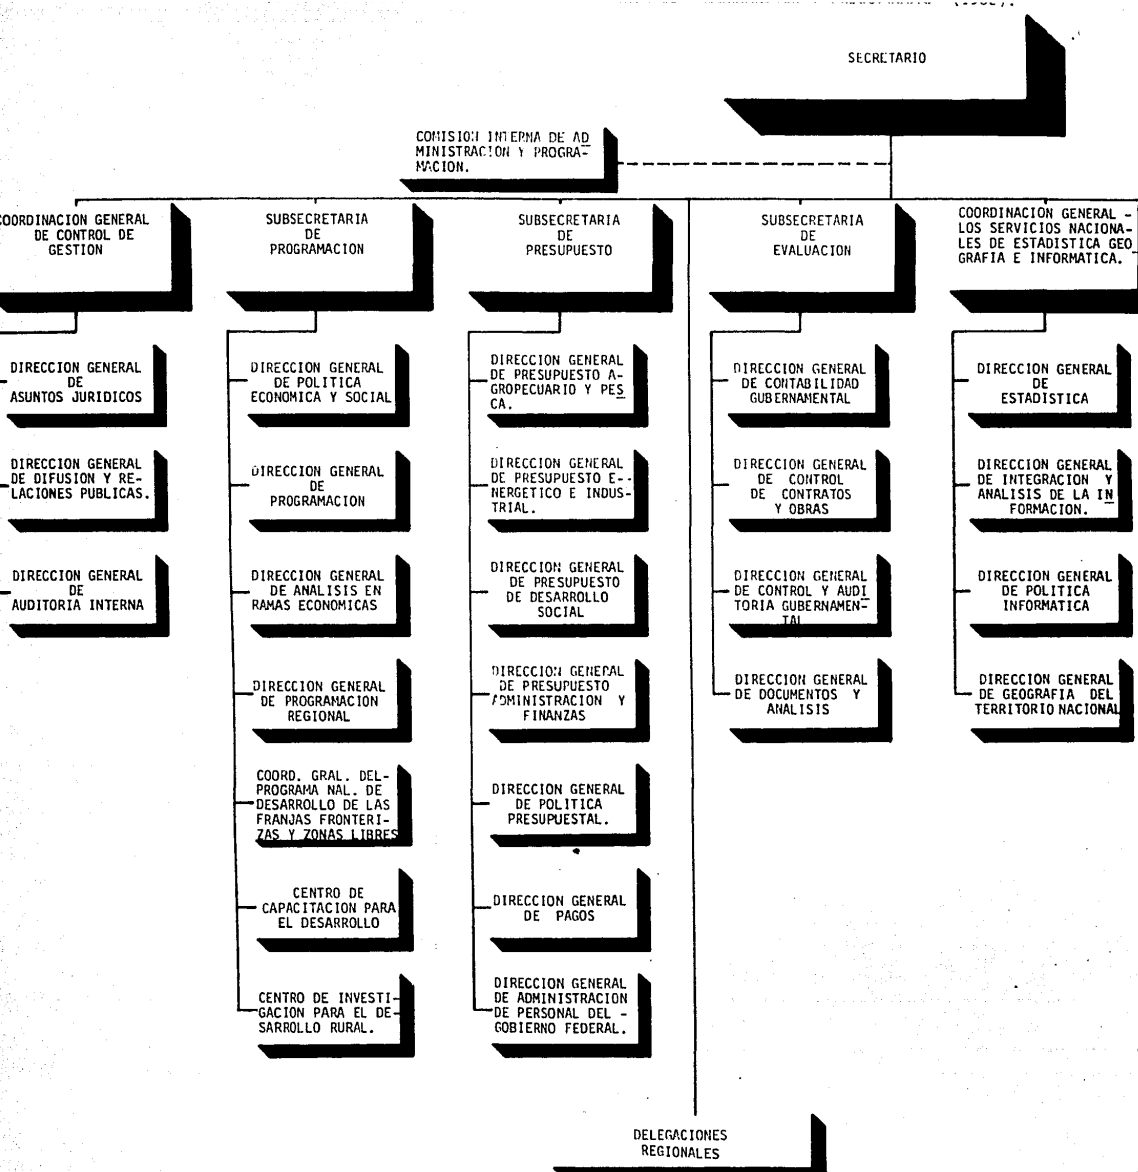 SECRETARIO
COMISION INTERNA DE AD
MINISTRACION Y PROGRA-
MACION.
COORDINACION GENERAL
DE CONTROL DE
GESTION
SUBSECRETARIA
DE
PROGRAMACION
SUBSECRETARIA
DE
PRESUPUESTO
SUBSECRETARIA
DE
EVALUACION
COORDINACION GENERAL -
LOS SERVICIOS NACIONA-
LES DE ESTADISTICA GEO
GRAFIA E INFORMATICA.
DIRECCION GENERAL
DE
ASUNTOS JURIDICOS
DIRECCION GENERAL
DE DIFUSION Y RE-
LACIONES PUBLICAS.
DIRECCION GENERAL
DE
AUDITORIA INTERNA
DIRECCION GENERAL
DE POLITICA
ECONOMICA Y SOCIAL
DIRECCION GENERAL
DE
PROGRAMACION
DIRECCION GENERAL
DE ANALISIS EN
RAMAS ECONOMICAS
DIRECCION GENERAL
DE PROGRAMACION
REGIONAL
COORD. GRAL. DEL-
PROGRAMA NAL. DE
DESARROLLO DE LAS
FRANJAS FRONTERI-
ZAS Y ZONAS LIBRES
CENTRO DE
CAPACITACION PARA
EL DESARROLLO
CENTRO DE INVESTI-
GACION PARA EL DE-
SARROLLO RURAL.
DIRECCION GENERAL
DE PRESUPUESTO A-
GROPECUARIO Y PES
CA.
DIRECCION GENERAL
DE PRESUPUESTO E--
NERGETICO E INDUS-
TRIAL.
DIRECCION GENERAL
DE PRESUPUESTO
DE DESARROLLO
SOCIAL
DIRECCION GENERAL
DE PRESUPUESTO
ADMINISTRACION Y
FINANZAS
DIRECCION GENERAL
DE POLITICA
PRESUPUESTAL.
DIRECCION GENERAL
DE PAGOS
DIRECCION GENERAL
DE ADMINISTRACION
DE PERSONAL DEL -
GOBIERNO FEDERAL.
DIRECCION GENERAL
DE CONTABILIDAD
GUBERNAMENTAL
DIRECCION GENERAL
DE CONTROL
DE CONTRATOS
Y OBRAS
DIRECCION GENERAL
DE CONTROL Y AUDI
TORIA GUBERNAMEN-
TAL
DIRECCION GENERAL
DE DOCUMENTOS Y
ANALISIS
DIRECCION GENERAL
DE
ESTADISTICA
DIRECCION GENERAL
DE INTEGRACION Y
ANALISIS DE LA IN
FORMACION.
DIRECCION GENERAL
DE POLITICA
INFORMATICA
DIRECCION GENERAL
DE GEOGRAFIA DEL
TERRITORIO NACIONAL
DELEGACIONES
REGIONALES